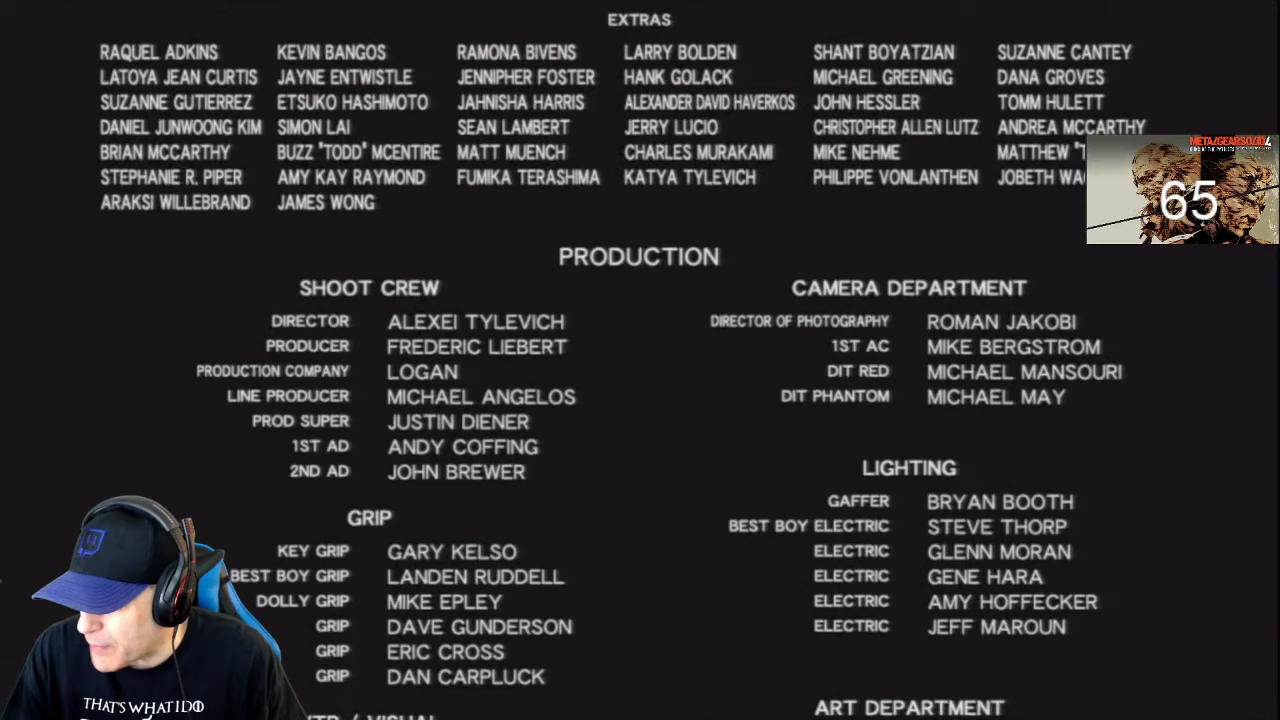 EXTRAS
RAQUEL ADKINS KEVIN BANGOS RAMONA BIVENS LARRY BOLDEN SHANT BOYATZIAN SUZANNE CANTEY
LATOYA JEAN CURTIS JAYNE ENTWISTLE JENNIPHER FOSTER HANK GOLACK MICHAEL GREENING DANA GROVES
SUZANNE GUTIERREZ ETSUKO HASHIMOTO JAHNISHA HARRIS ALEXANDER DAVID HAVERKOS JOHN HESSLER TOMM HULETT
DANIEL JUNWOONG KIM SIMON LAI SEAN LAMBERT JERRY LUCIO CHRISTOPHER ALLEN LUTZ ANDREA MCCARTHY
BRIAN MCCARTHY BUZZ "TODD" MCENTIRE MATT MUENCH CHARLES MURAKAMI MIKE NEHME MATTHEW
STEPHANIE R. PIPER AMY KAY RAYMOND FUMIKA TERASHIMA KATYA TYLEVICH PHILIPPE VONLANTHEN JOBETH
ARAKSI WILLEBRAND JAMES WONG
METAL GEAR SOLID 4
65
PRODUCTION
SHOOT CREW
DIRECTOR ALEXEI TYLEVICH
PRODUCER FREDERIC LIEBERT
PRODUCTION COMPANY LOGAN
LINE PRODUCER MICHAEL ANGELOS
PROD SUPER JUSTIN DIENER
1ST AD ANDY COFFING
2ND AD JOHN BREWER
GRIP
KEY GRIP GARY KELSO
BEST BOY GRIP LANDEN RUDDELL
DOLLY GRIP MIKE EPLEY
GRIP DAVE GUNDERSON
GRIP ERIC CROSS
GRIP DAN CARPLUCK
CAMERA DEPARTMENT
DIRECTOR OF PHOTOGRAPHY ROMAN JAKOBI
1ST AC MIKE BERGSTROM
DIT RED MICHAEL MANSOURI
DIT PHANTOM MICHAEL MAY
LIGHTING
GAFFER BRYAN BOOTH
BEST BOY ELECTRIC STEVE THORP
ELECTRIC GLENN MORAN
ELECTRIC GENE HARA
ELECTRIC AMY HOFFECKER
ELECTRIC JEFF MAROUN
ART DEPARTMENT
THAT'S WHAT I DO